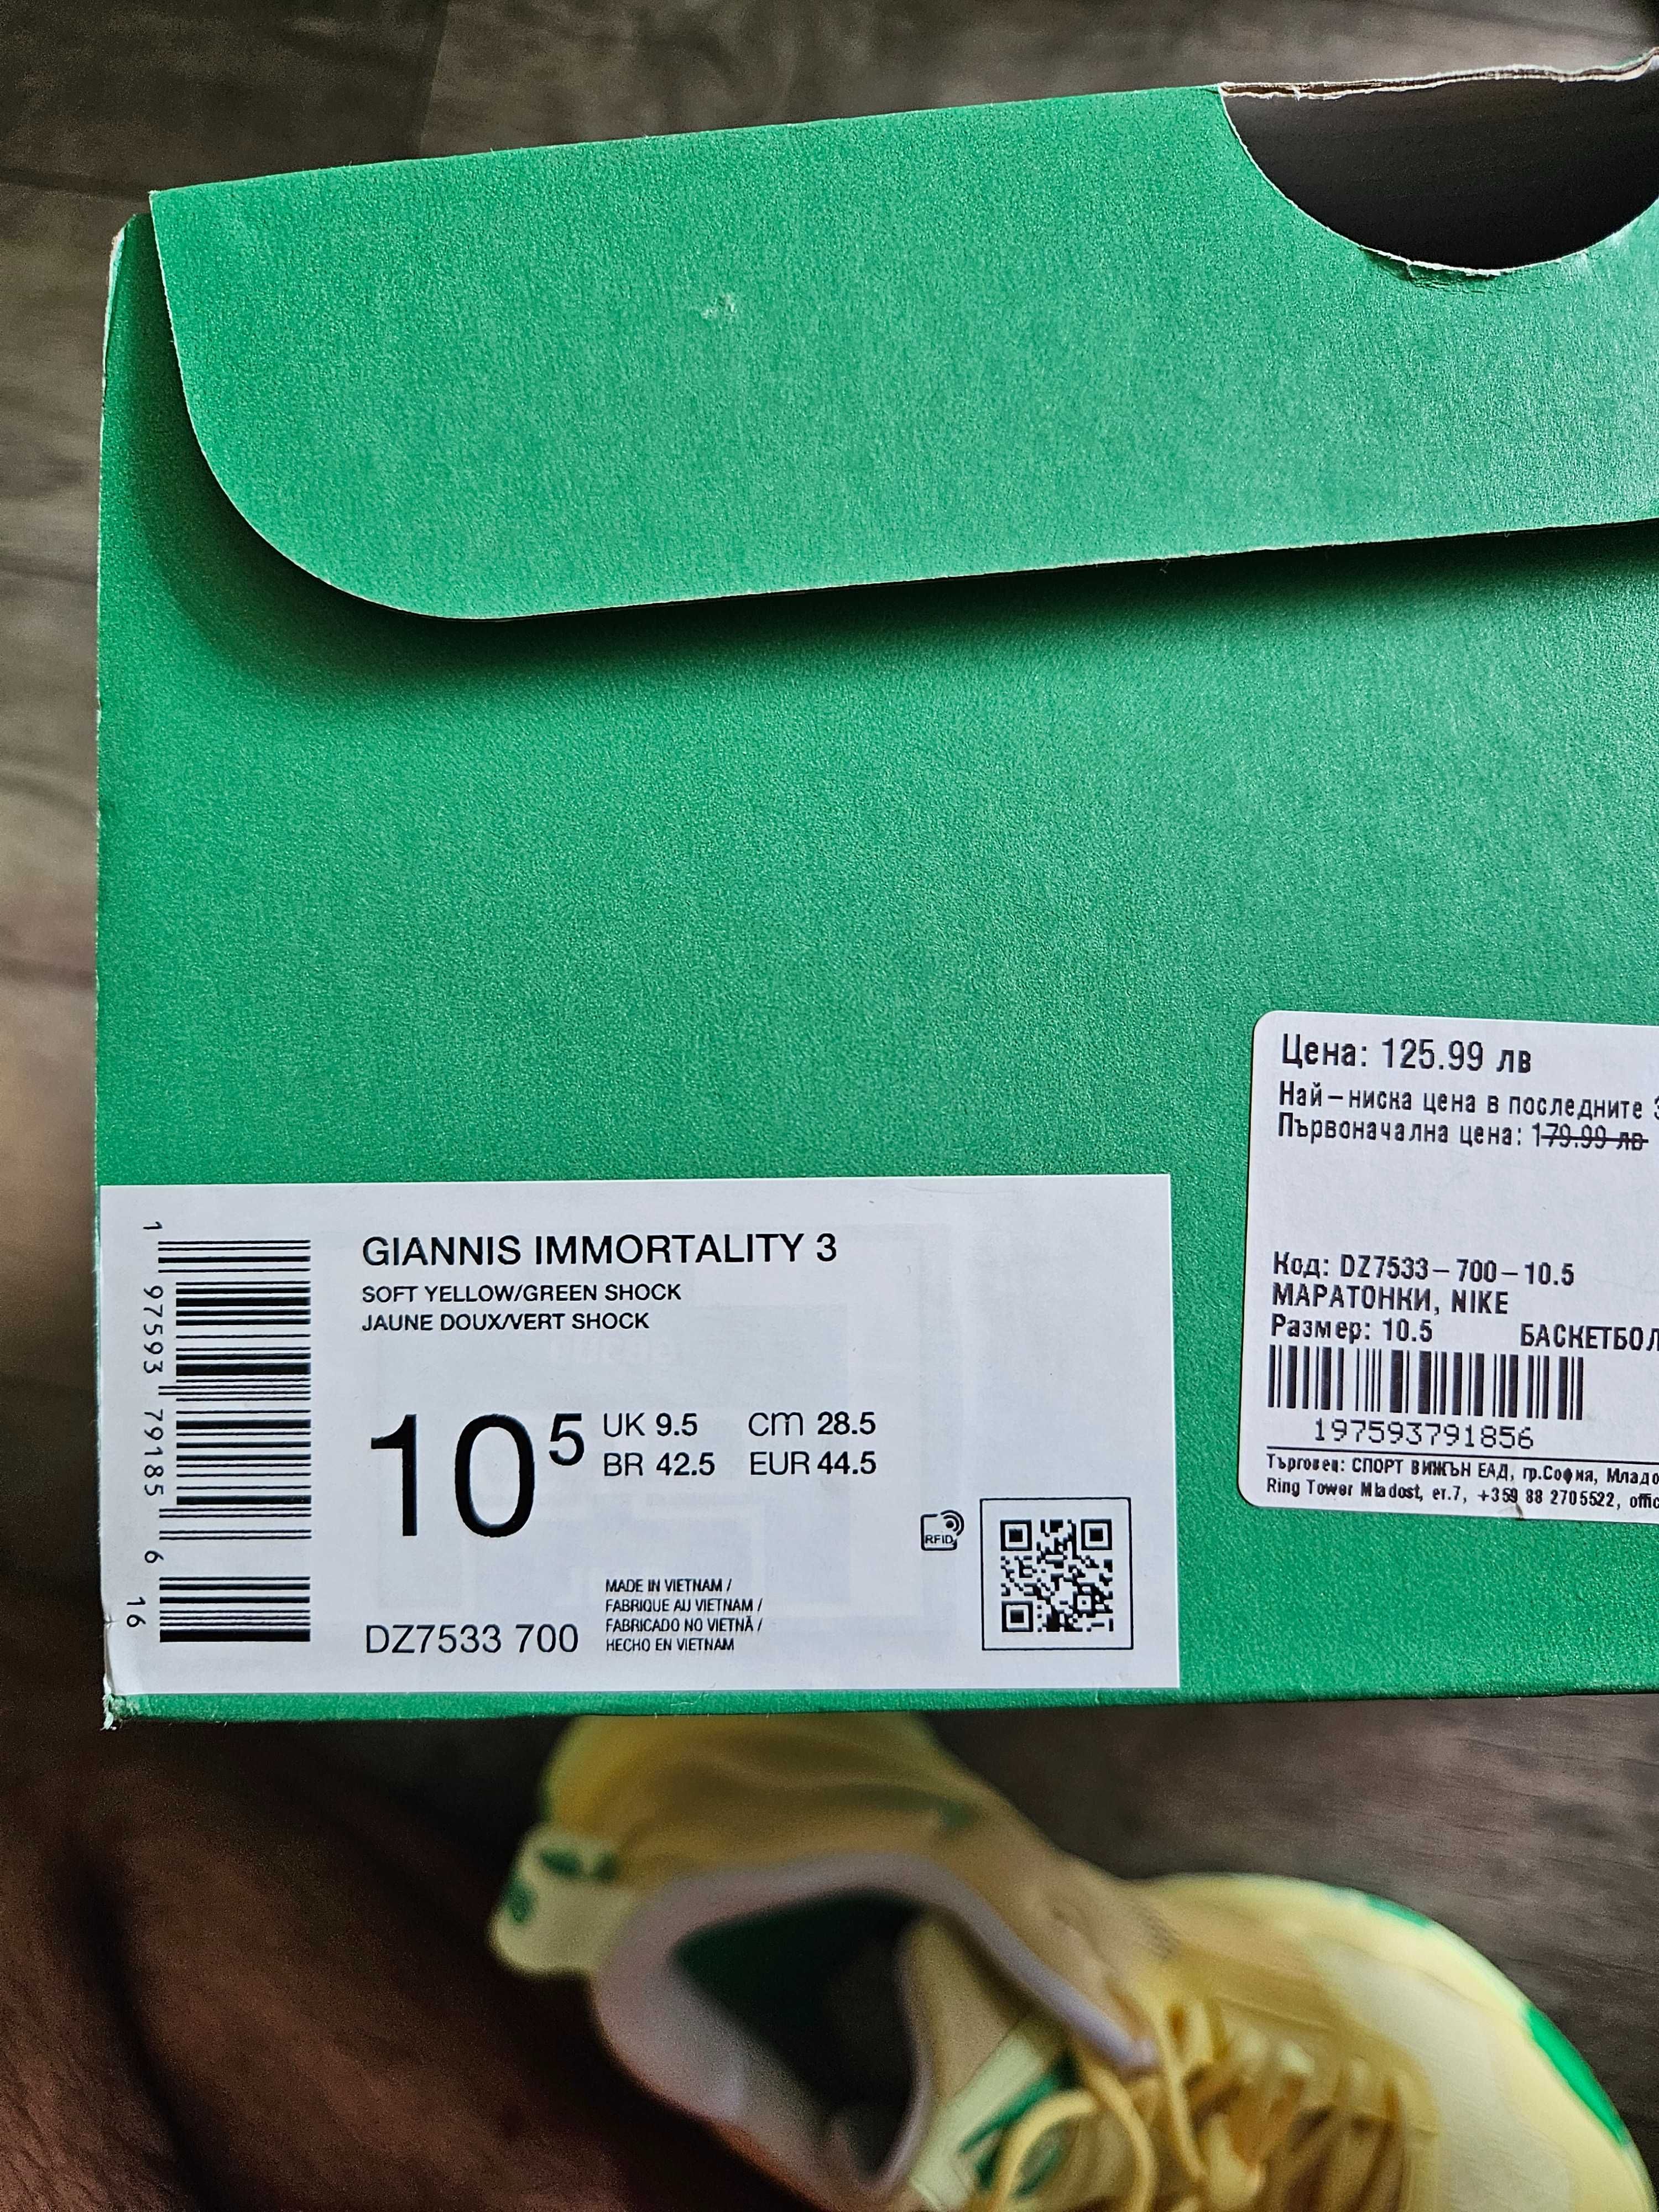 Цена: 125.99 лв
Най-ниска цена в последните
Първоначална цена: 179.99 лв
Код: DZ7533-700-10.5
МАРАТОНКИ, NIKE
Размер: 10.5 БАСКЕТБОЛ
197593791856
Търговец: СПОРТ ВИЖЪН ЕАД, гр.София,
Ring Tower Mladost, ет.7, +359 88 2705522,
GIANNIS IMMORTALITY 3
SOFT YELLOW/GREEN SHOCK
JAUNE DOUX/VERT SHOCK
10 5 UK 9.5 cm 28.5
BR 42.5 EUR 44.5
RFID
MADE IN VIETNAM /
FABRIQUE AU VIETNAM /
FABRICADO NO VIETNÃ /
HECHO EN VIETNAM
DZ7533 700
1 97593 79185 6 16